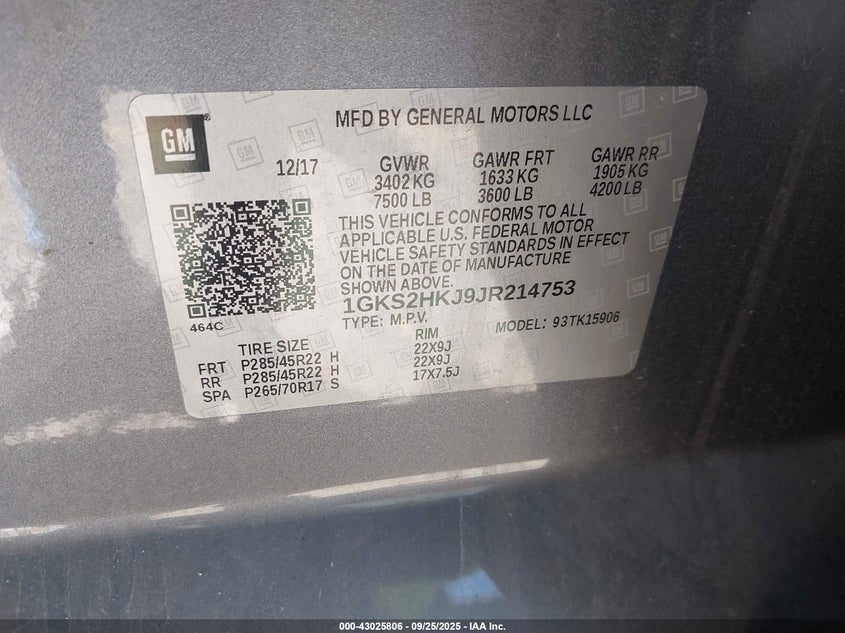 GM
®
MFD BY GENERAL MOTORS LLC
12/17
GVWR GAWR FRT GAWR RR
3402 KG 1633 KG 1905 KG
7500 LB 3600 LB 4200 LB
THIS VEHICLE CONFORMS TO ALL
APPLICABLE U.S. FEDERAL MOTOR
VEHICLE SAFETY STANDARDS IN EFFECT
ON THE DATE OF MANUFACTURE
SHOWN ABOVE.
1GKS2HKJ9JR214753
TYPE: M.P.V. MODEL: 93TK15906
464C
TIRE SIZE RIM
FRT P285/45R22 H 22X9J
RR P285/45R22 H 22X9J
SPA P265/70R17 S 17X7.5J
000-43025806 - 09/25/2025 - IAA Inc.